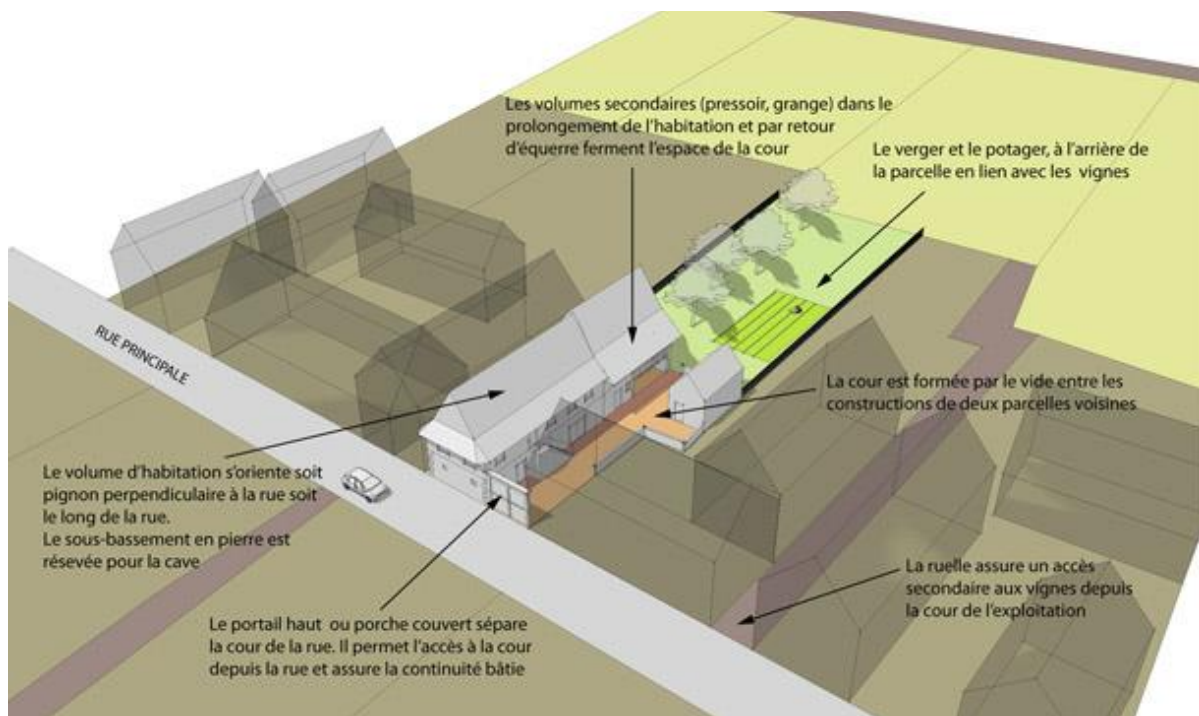 Les volumes secondaires (pressoir, grange) dans le
prolongement de l'habitation et par retour
d'équerre ferment l'espace de la cour
Le verger et le potager, à l'arrière de
la parcelle en lien avec les vignes
RUE PRINCIPALE
La cour est formée par le vide entre les
constructions de deux parcelles voisines
Le volume d'habitation s'oriente soit
pignon perpendiculaire à la rue soit
le long de la rue.
Le sous-bassement en pierre est
résevée pour la cave
La ruelle assure un accès
secondaire aux vignes depuis
la cour de l'exploitation
Le portail haut ou porche couvert sépare
la cour de la rue. Il permet l'accès à la cour
depuis la rue et assure la continuité bâtie